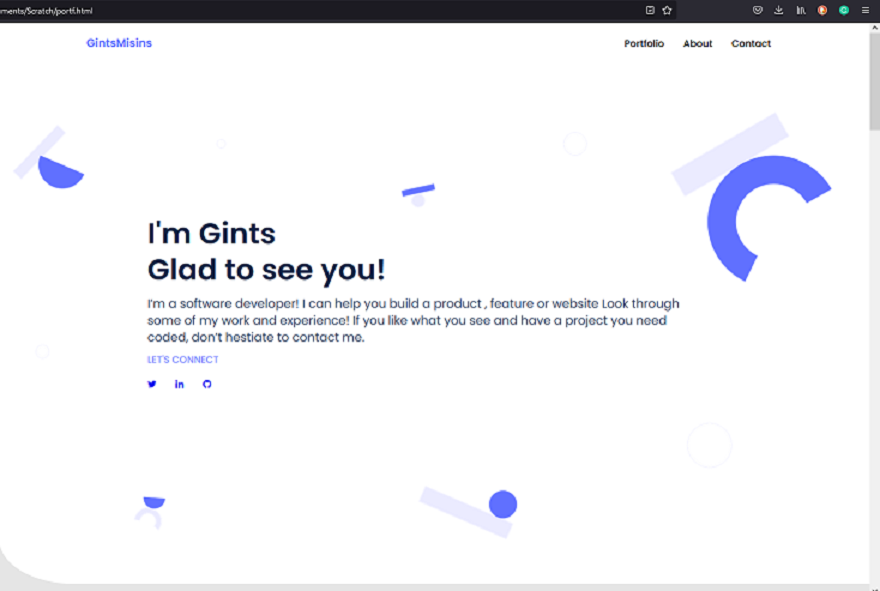 ments/Scratch/portf.html
GintsMisins
Portfolio About Contact
I'm Gints
Glad to see you!
I'm a software developer! I can help you build a product , feature or website Look through
some of my work and experience! If you like what you see and have a project you need
coded, don't hestiate to contact me.
LET'S CONNECT